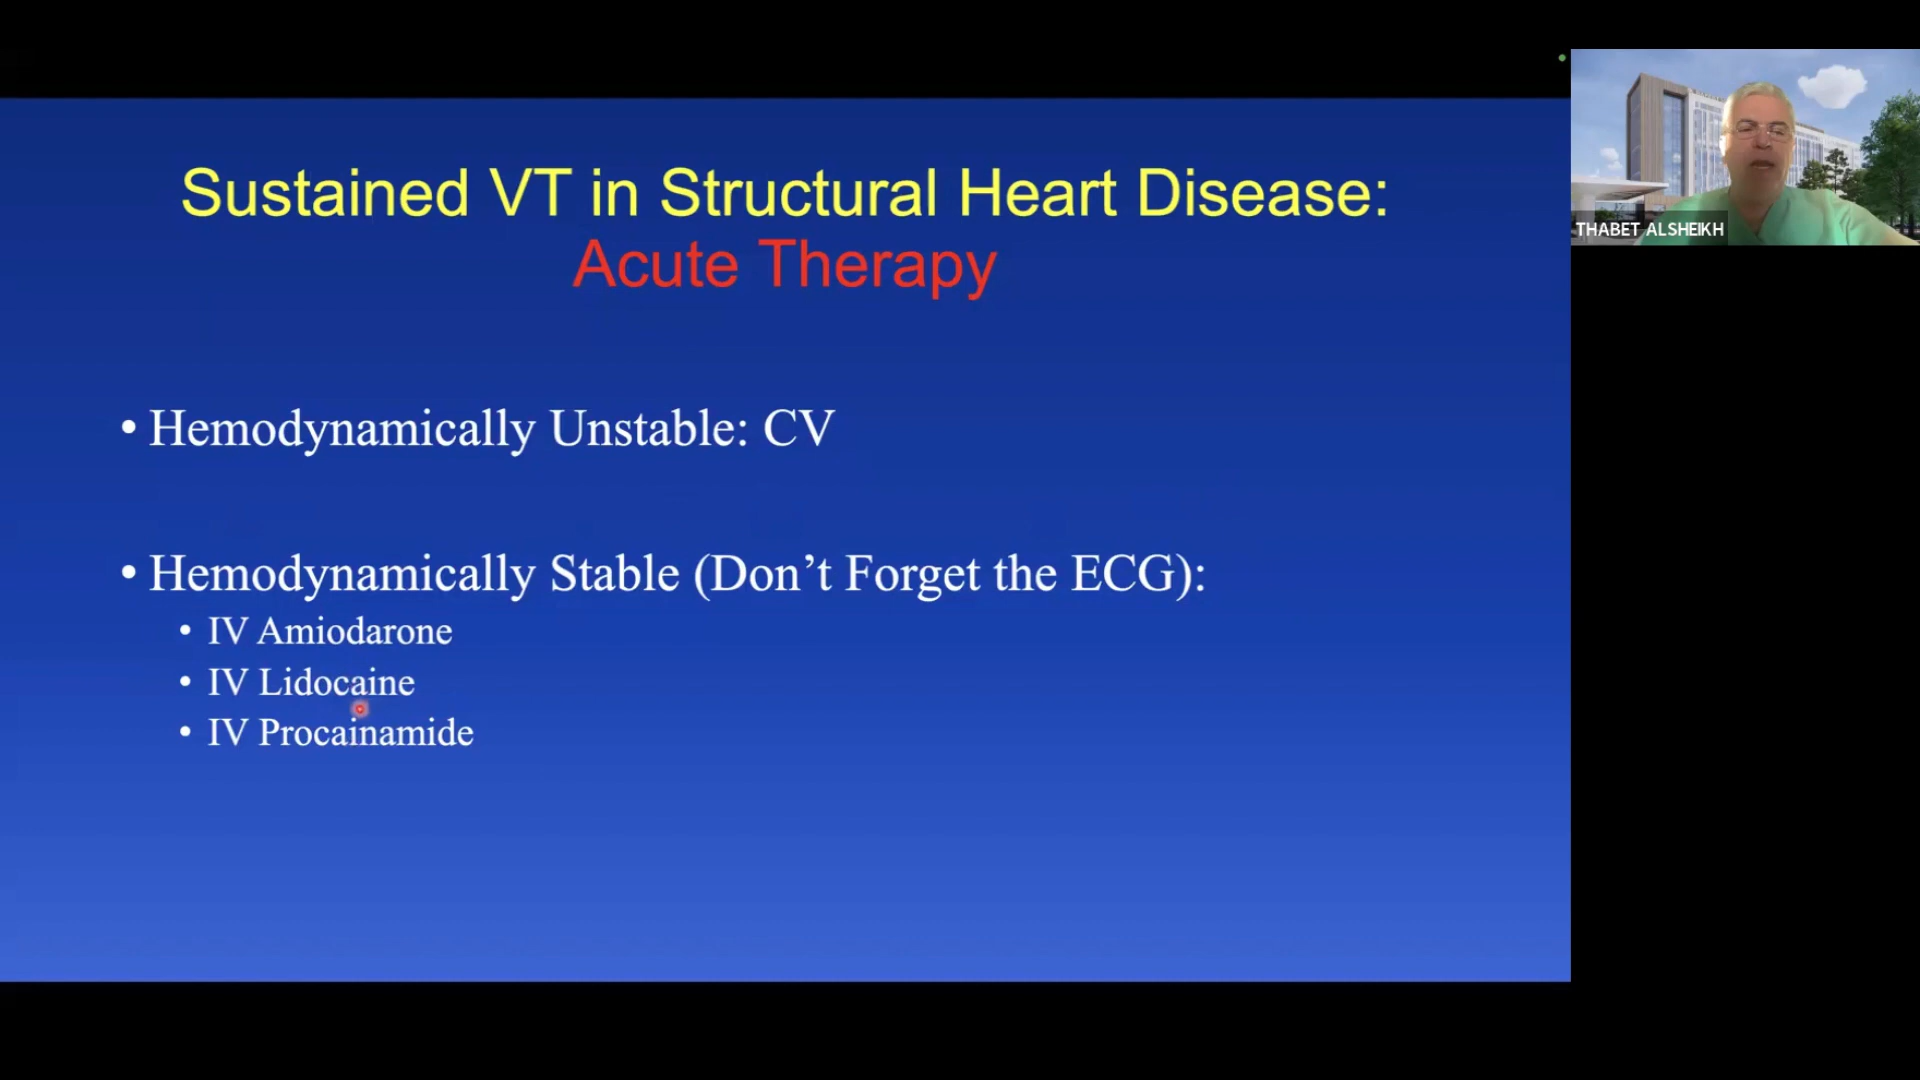 Sustained VT in Structural Heart Disease:
Acute Therapy
• Hemodynamically Unstable: CV
• Hemodynamically Stable (Don’t Forget the ECG):
• IV Amiodarone
• IV Lidocaine
• IV Procainamide
THABET ALSHEIKH